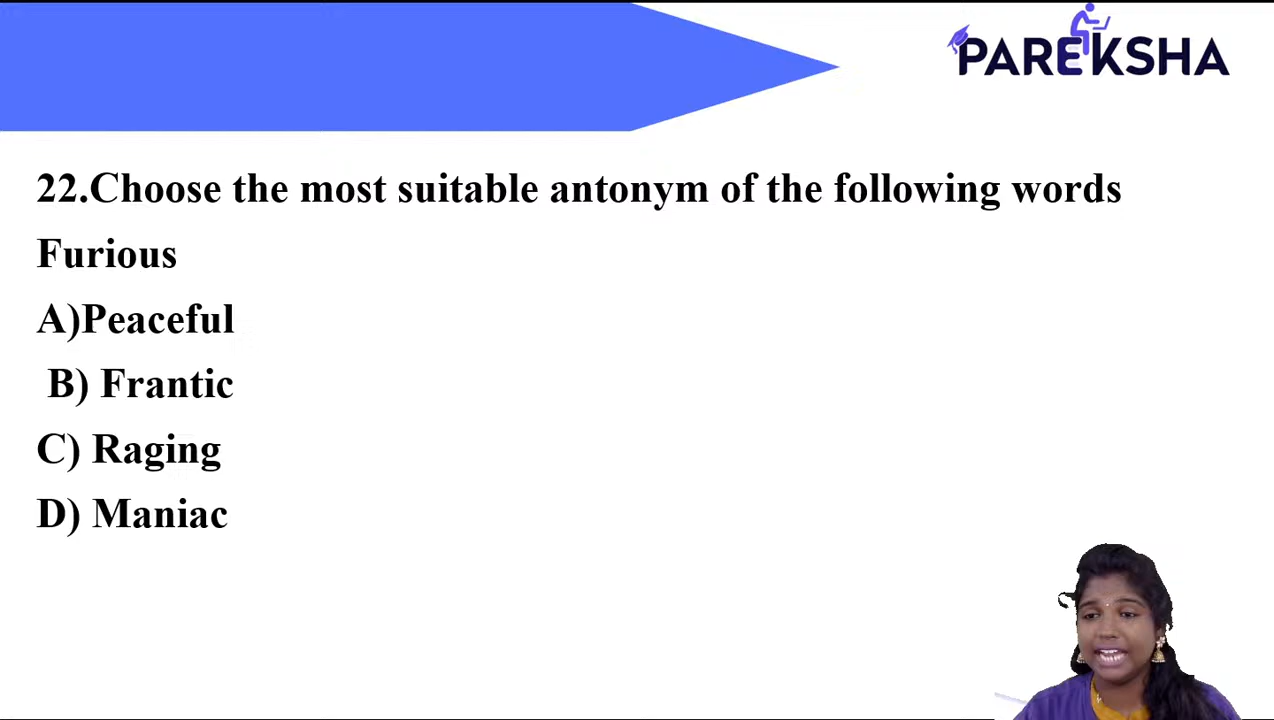 PAREKSHA
22.Choose the most suitable antonym of the following words
Furious
A)Peaceful
B) Frantic
C) Raging
D) Maniac